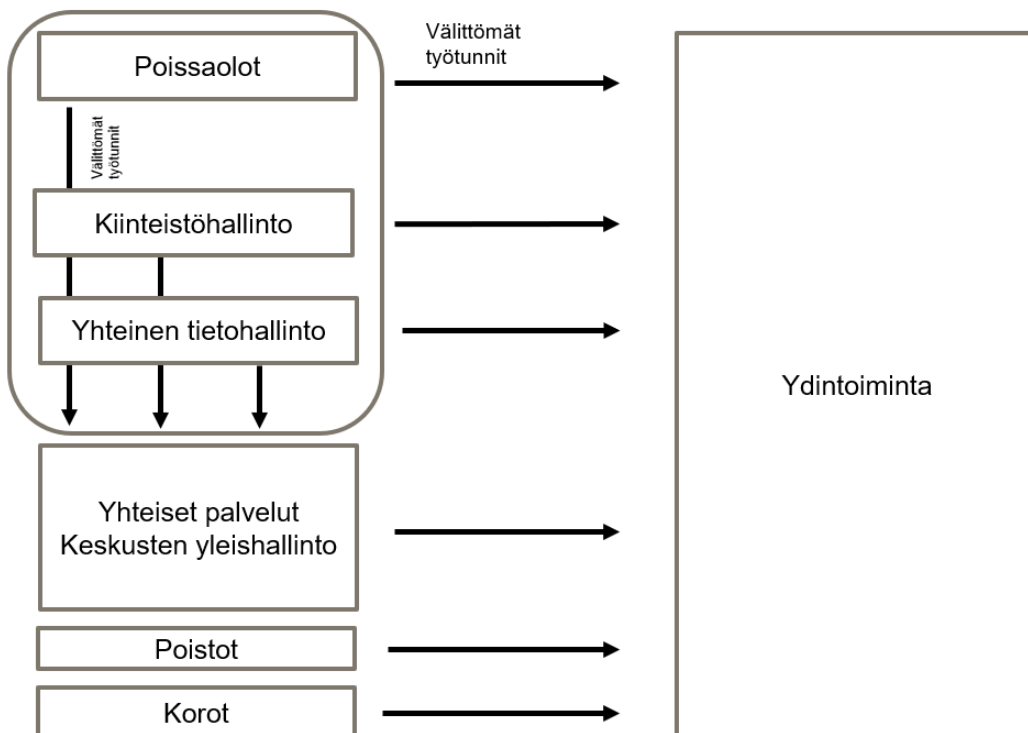 Poissaolot
Välittömät
työtunnit
Välittömät
työtunnit
Kiinteistöhallinto
Yhteinen tietohallinto
Yhteiset palvelut
Keskusten yleishallinto
Poistot
Korot
Ydintoiminta